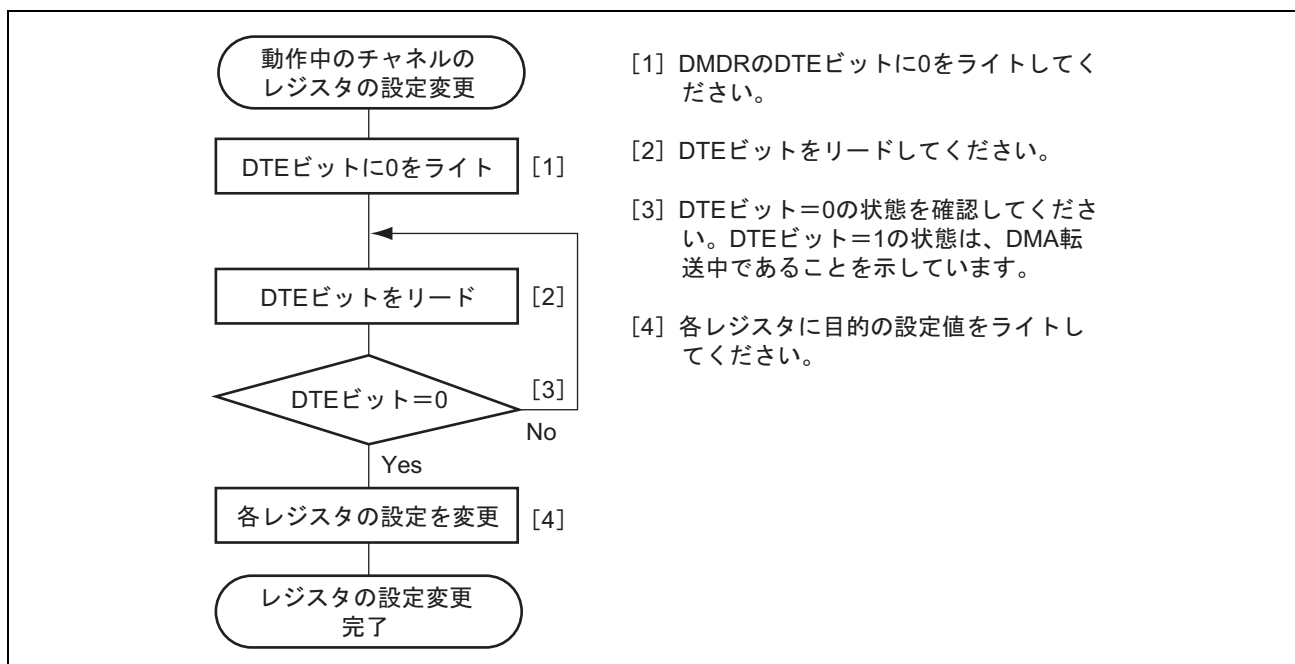 動作中のチャネルの
レジスタの設定変更
DTEビットに0をライト
[1]
DTEビットをリード
[2]
DTEビット＝0
[3]
No
Yes
各レジスタの設定を変更
[4]
レジスタの設定変更
完了
[1] DMDRのDTEビットに0をライトしてく
ださい。
[2] DTEビットをリードしてください。
[3] DTEビット＝0の状態を確認してくださ
い。DTEビット＝1の状態は、DMA転
送中であることを示しています。
[4] 各レジスタに目的の設定値をライトし
てください。